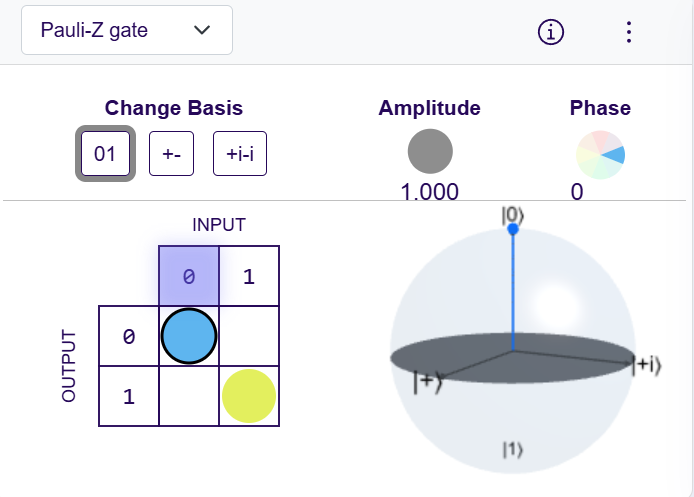 Pauli-Z gate
Change Basis
Amplitude
Phase
01
+-
+i-i
1.000
0
INPUT
0 1
OUTPUT
0
1
|0⟩
|+⟩
|+i⟩
|1⟩